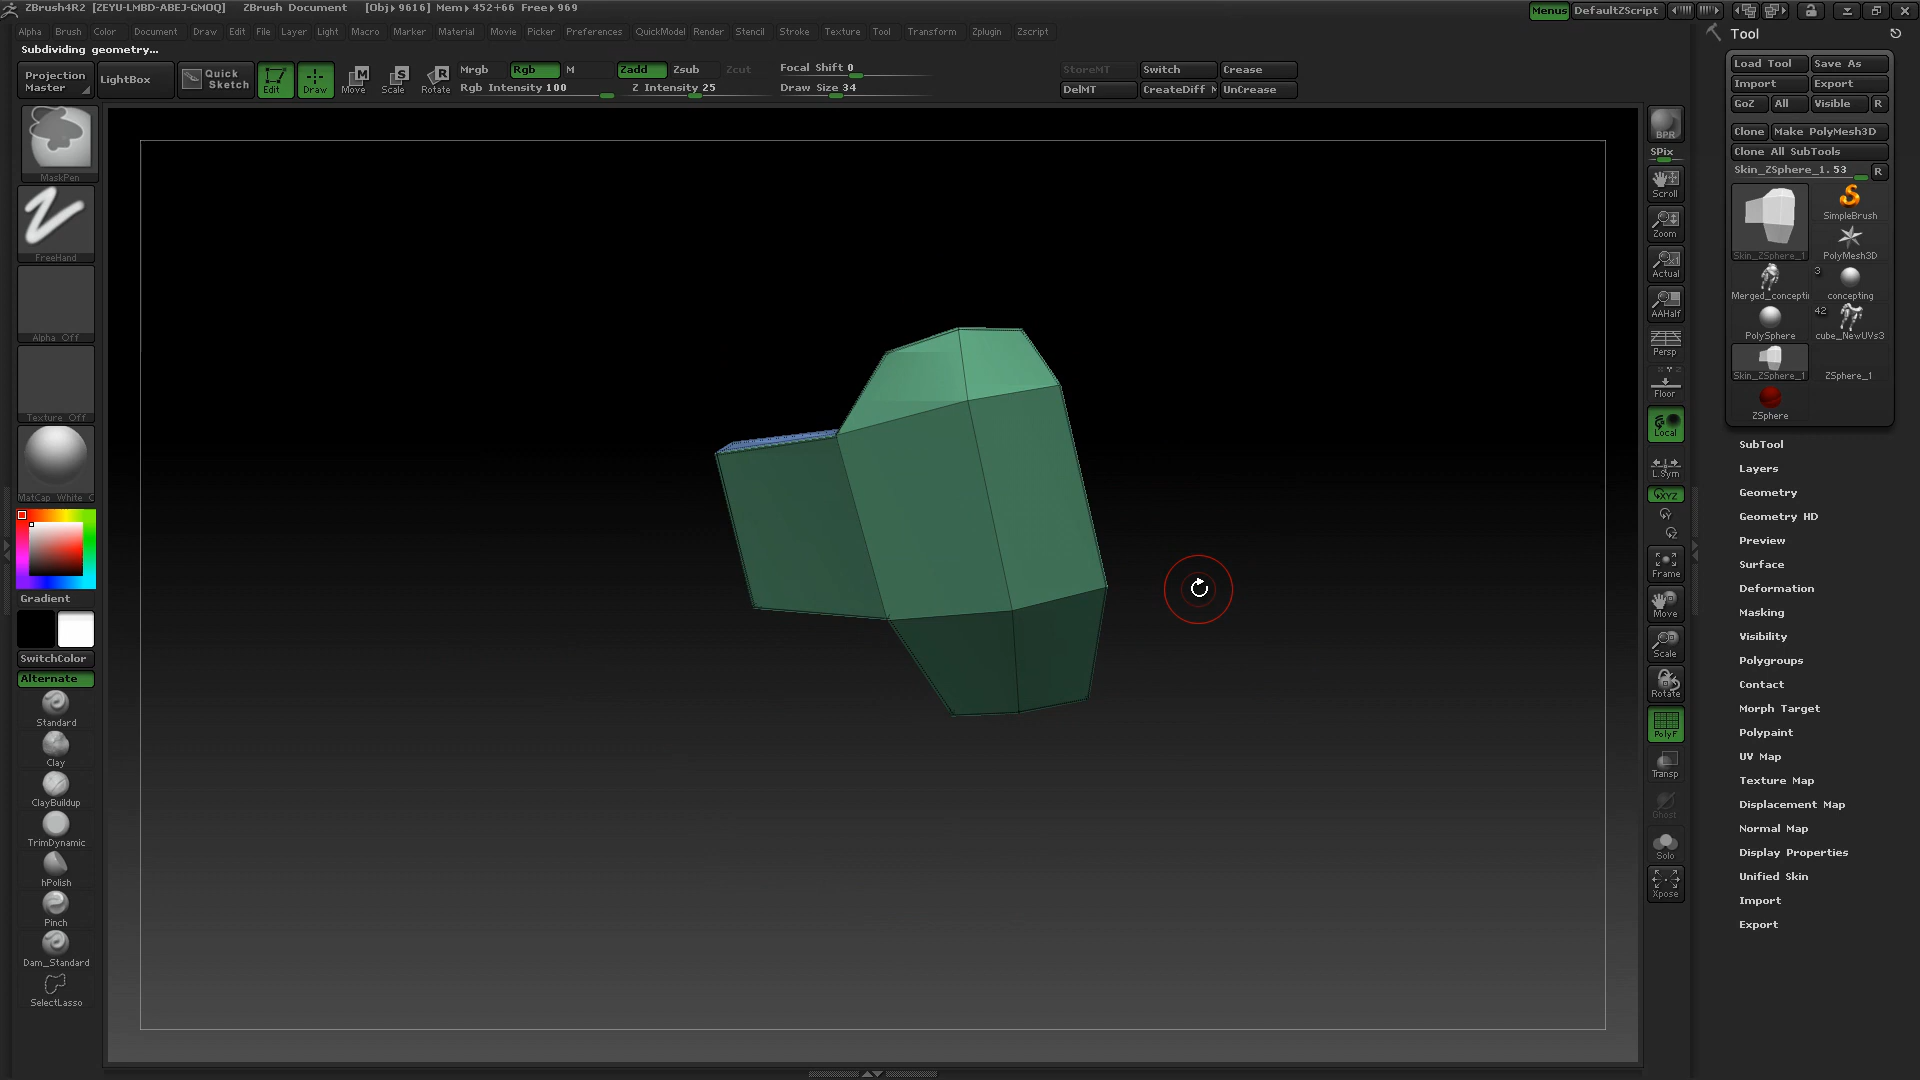 ZBrush4R2 [ZEYU-LMBD-ABEJ-GMOQ] ZBrush Document [Obj▸ 9616] Mem▸452+66 Free▸969 Menus DefaultZScript
Alpha Brush Color Document Draw Edit File Layer Light Macro Marker Material Movie Picker Preferences QuickModel Render Stencil Stroke Texture Tool Transform Zplugin Zscript
Subdividing geometry...
Projection Master
LightBox
Quick Sketch
Edit
Draw
Move
Scale
Rotate
Mrgb Rgb M
Rgb Intensity 100
Zadd Zsub Zcut
Z Intensity 25
Focal Shift 0
Draw Size 34
StoreMT Switch Crease
DelMT CreateDiff M UnCrease
MaskPen
FreeHand
Alpha Off
Texture Off
MatCap White C
Gradient
SwitchColor
Alternate
Standard
Clay
ClayBuildup
TrimDynamic
hPolish
Pinch
Dam_Standard
SelectLasso
BPR
SPix
Scroll
Zoom
Actual
AAHalf
Persp
Floor
Local
L.Sym
XYZ
Y
Z
Frame
Move
Scale
Rotate
PolyF
Transp
Ghost
Solo
Xpose
Tool
Load Tool Save As
Import Export
GoZ All Visible R
Clone Make PolyMesh3D
Clone All SubTools
Skin_ZSphere_1. 53 R
Skin_ZSphere_1
SimpleBrush
PolyMesh3D
Merged_concepti
3
concepting
PolySphere
42
cube_NewUVs3
Skin_ZSphere_1
ZSphere_1
ZSphere
SubTool
Layers
Geometry
Geometry HD
Preview
Surface
Deformation
Masking
Visibility
Polygroups
Contact
Morph Target
Polypaint
UV Map
Texture Map
Displacement Map
Normal Map
Display Properties
Unified Skin
Import
Export